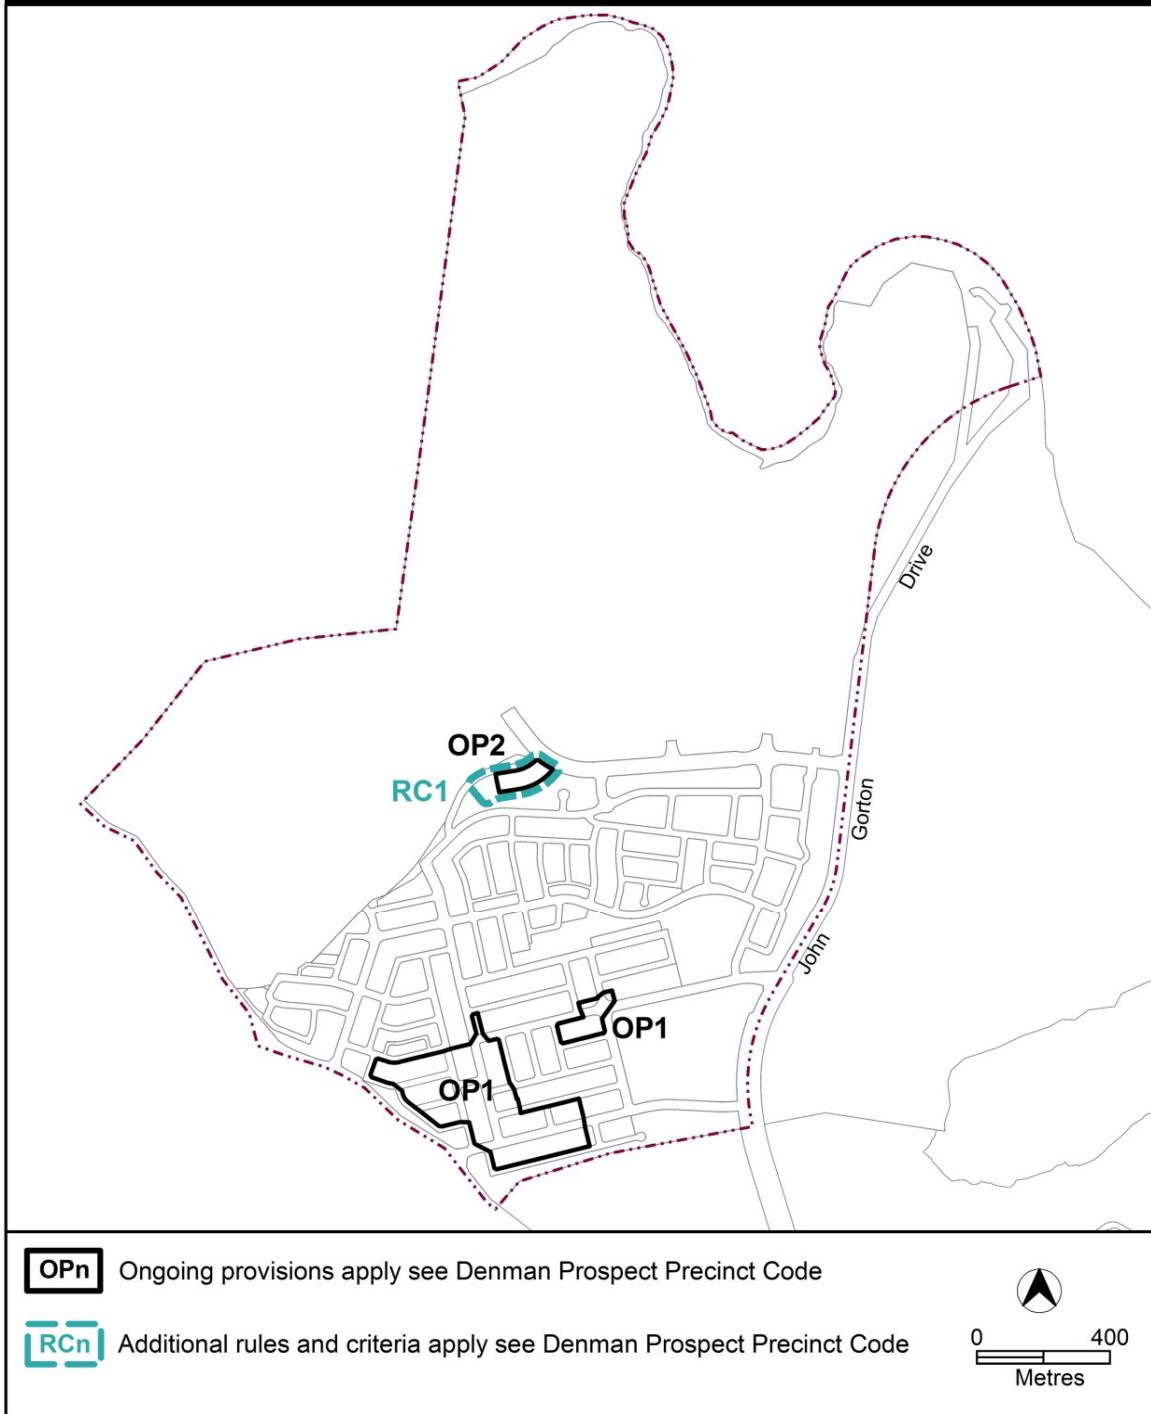 Drive
OP2
RC1
Gorton
John
OP1
OP1
OPn Ongoing provisions apply see Denman Prospect Precinct Code
RCn Additional rules and criteria apply see Denman Prospect Precinct Code
0 400
Metres